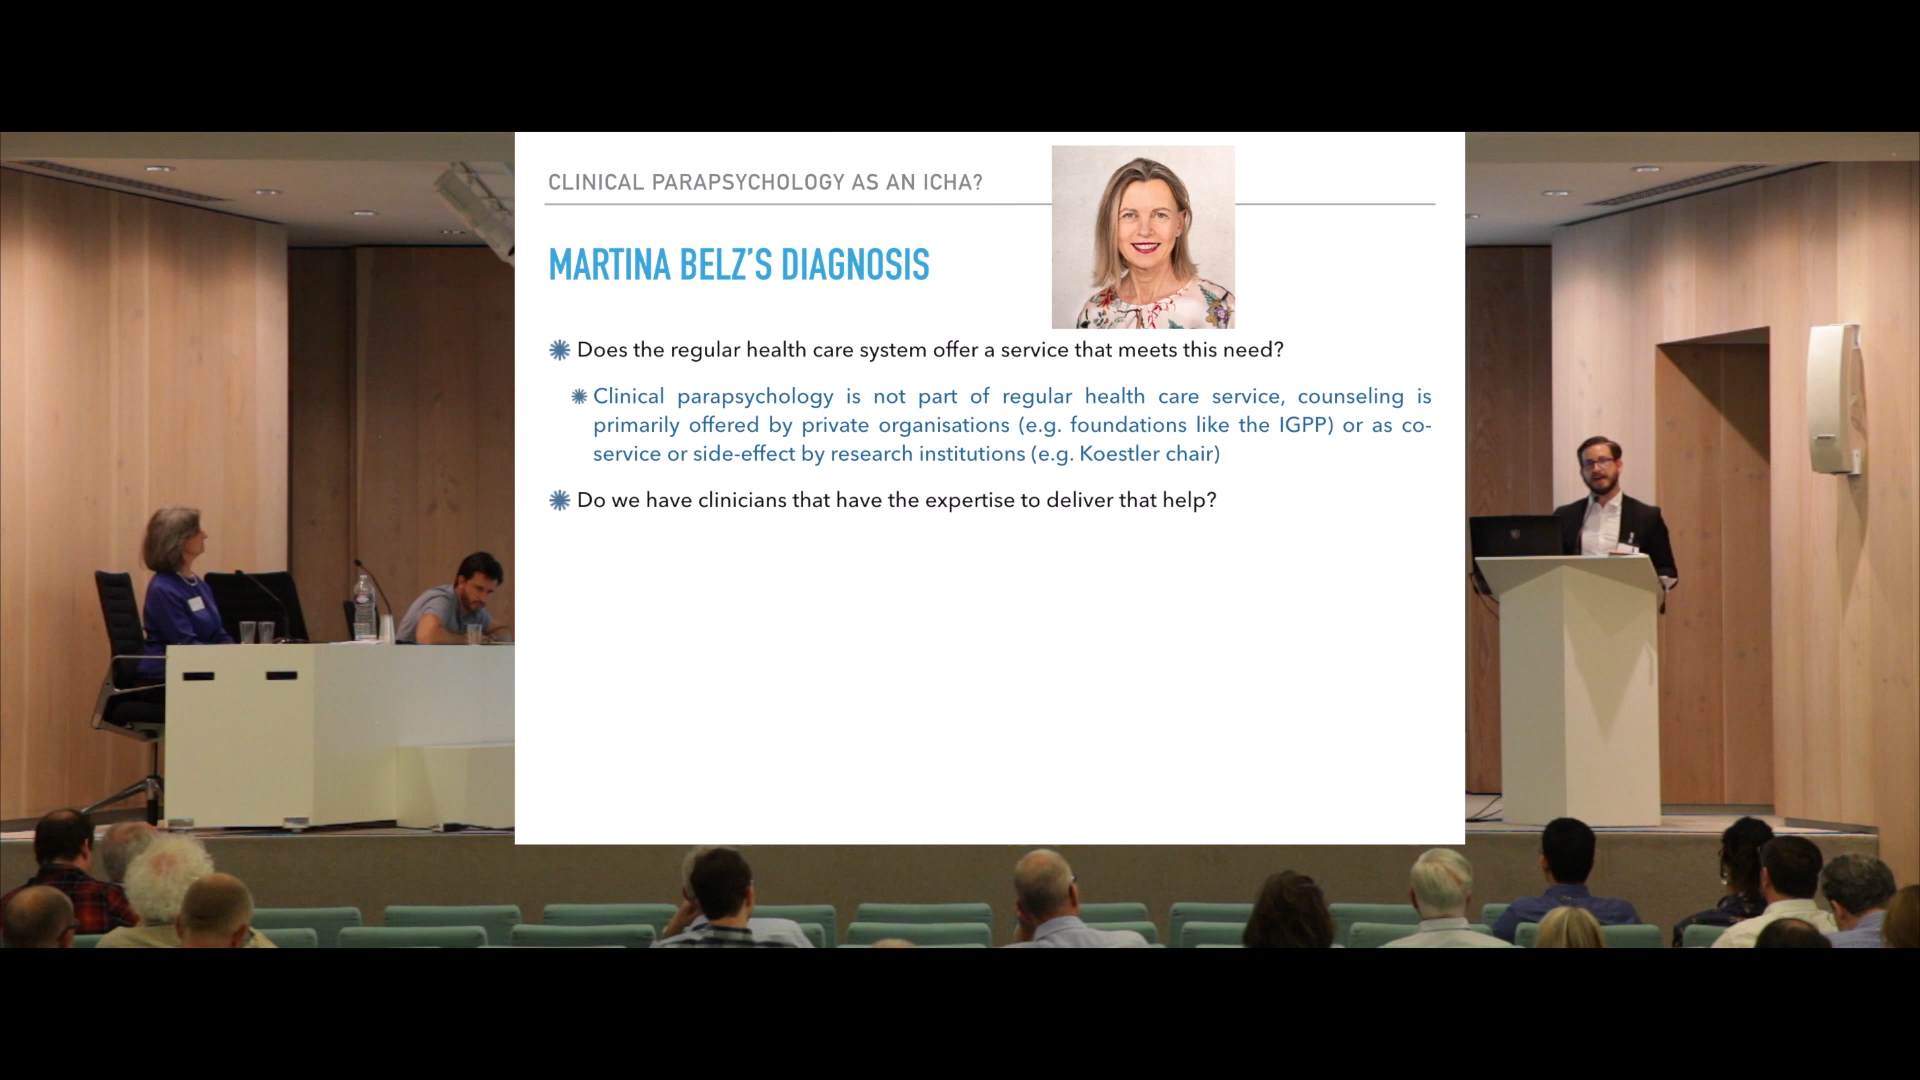 CLINICAL PARAPSYCHOLOGY AS AN ICHA?
MARTINA BELZ'S DIAGNOSIS
Does the regular health care system offer a service that meets this need?
Clinical parapsychology is not part of regular health care service, counseling is
primarily offered by private organisations (e.g. foundations like the IGPP) or as co-
service or side-effect by research institutions (e.g. Koestler chair)
Do we have clinicians that have the expertise to deliver that help?